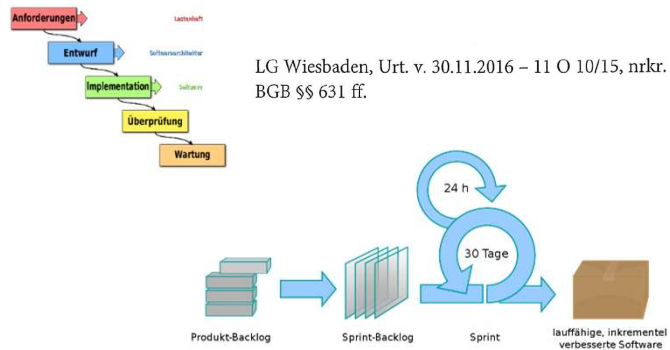 Anforderungen
Lastenheft
Entwurf
Softwarearchitektur
Implementation
Software
Überprüfung
Wartung
LG Wiesbaden, Urt. v. 30.11.2016 – 11 O 10/15, nrkr.
BGB §§ 631 ff.
24 h
30 Tage
Produkt-Backlog
Sprint-Backlog
Sprint
lauffähige, inkrementel
verbesserte Software